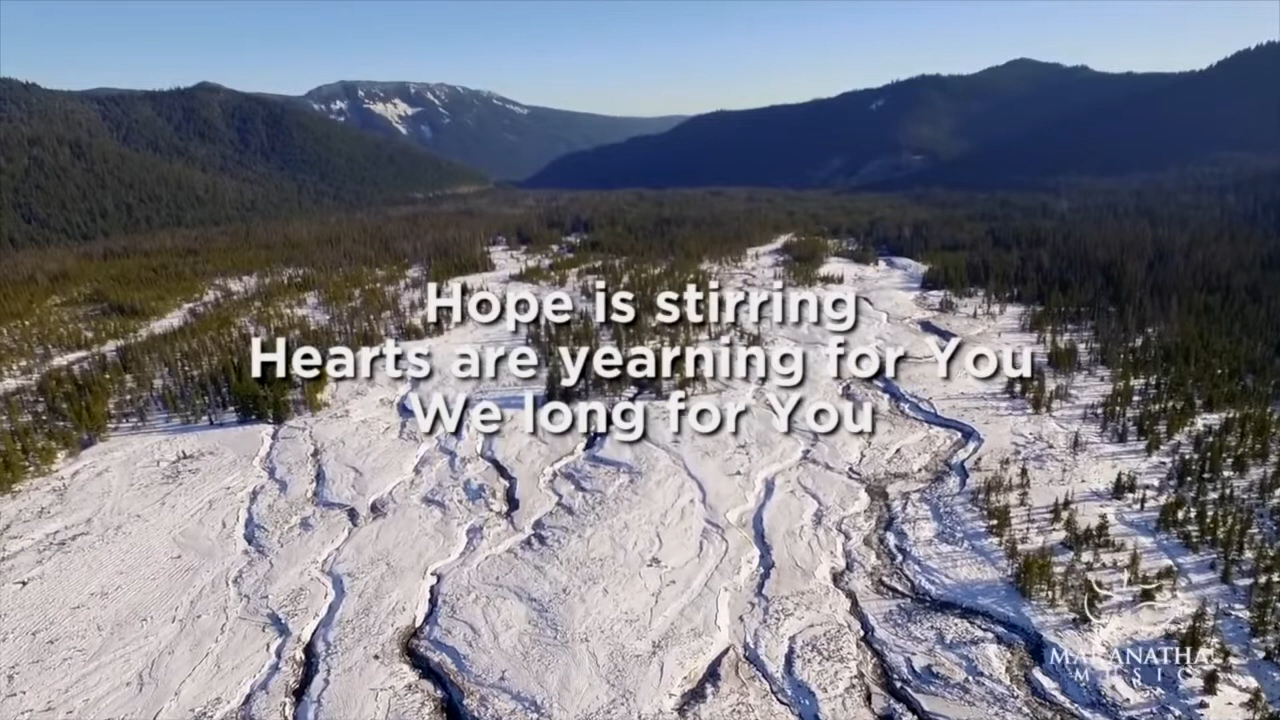 Hope is stirring
Hearts are yearning for You
We long for You
MARANATHA!
MUSIC